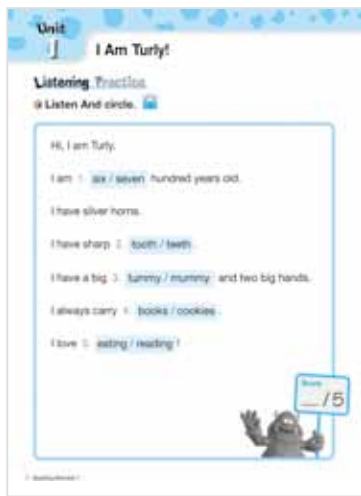 Unit
1
I Am Turly!
Listening Practice
Listen And circle.
Hi, I am Turly.
I am 1. six / seven hundred years old.
I have silver horns.
I have sharp 2. tooth / teeth.
I have a big 3. tummy / mummy and two big hands.
I always carry 4. books / cookies.
I love 5. eating / reading!
Score
/5